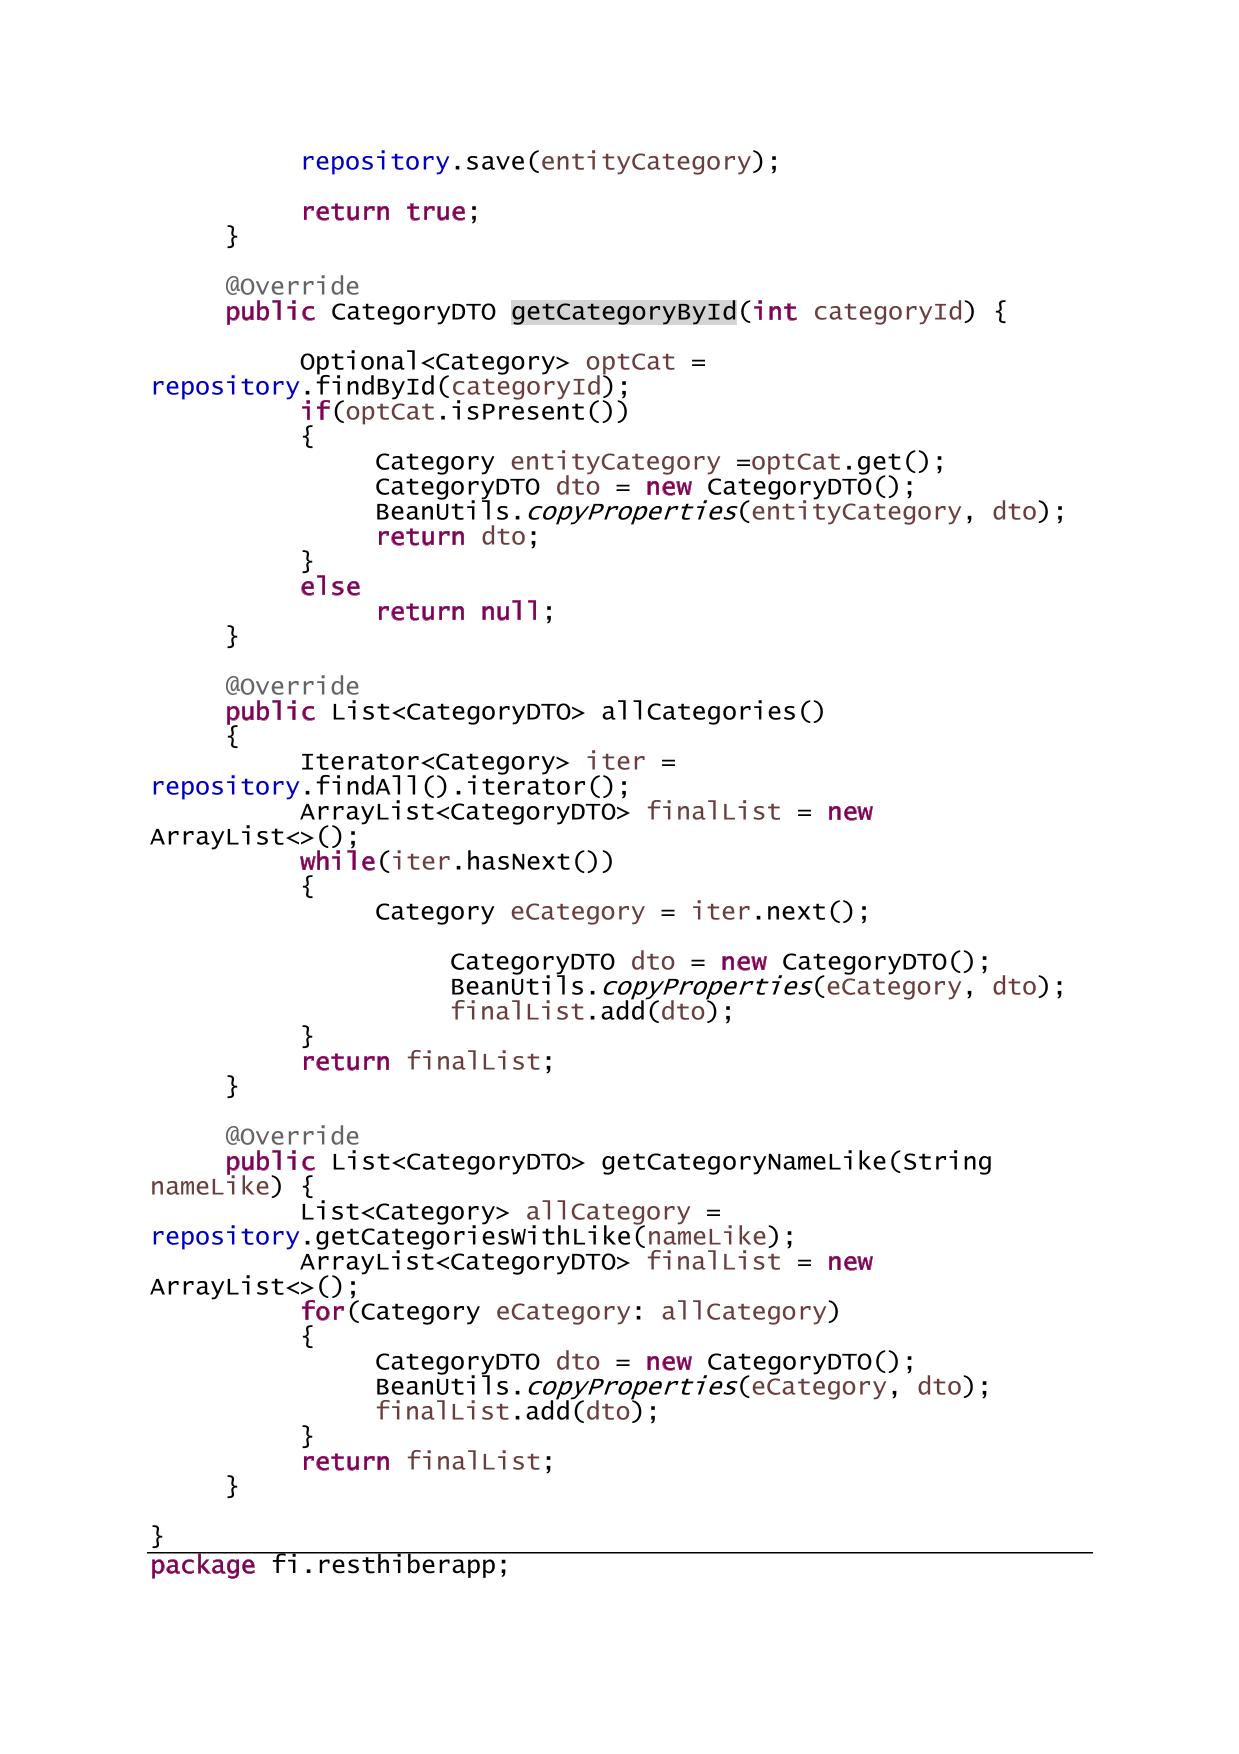 repository.save(entityCategory);
return true;
}
@Override
public CategoryDTO getCategoryById(int categoryId) {
Optional<Category> optCat =
repository.findById(categoryId);
if(optCat.isPresent())
{
Category entityCategory =optCat.get();
CategoryDTO dto = new CategoryDTO();
BeanUtils.copyProperties(entityCategory, dto);
return dto;
}
else
return null;
}
@Override
public List<CategoryDTO> allCategories()
{
Iterator<Category> iter =
repository.findAll().iterator();
ArrayList<CategoryDTO> finalList = new
ArrayList<>();
while(iter.hasNext())
{
Category eCategory = iter.next();
CategoryDTO dto = new CategoryDTO();
BeanUtils.copyProperties(eCategory, dto);
finalList.add(dto);
}
return finalList;
}
@Override
public List<CategoryDTO> getCategoryNameLike(String
nameLike) {
List<Category> allCategory =
repository.getCategoriesWithLike(nameLike);
ArrayList<CategoryDTO> finalList = new
ArrayList<>();
for(Category eCategory: allCategory)
{
CategoryDTO dto = new CategoryDTO();
BeanUtils.copyProperties(eCategory, dto);
finalList.add(dto);
}
return finalList;
}
}
package fi.resthiberapp;